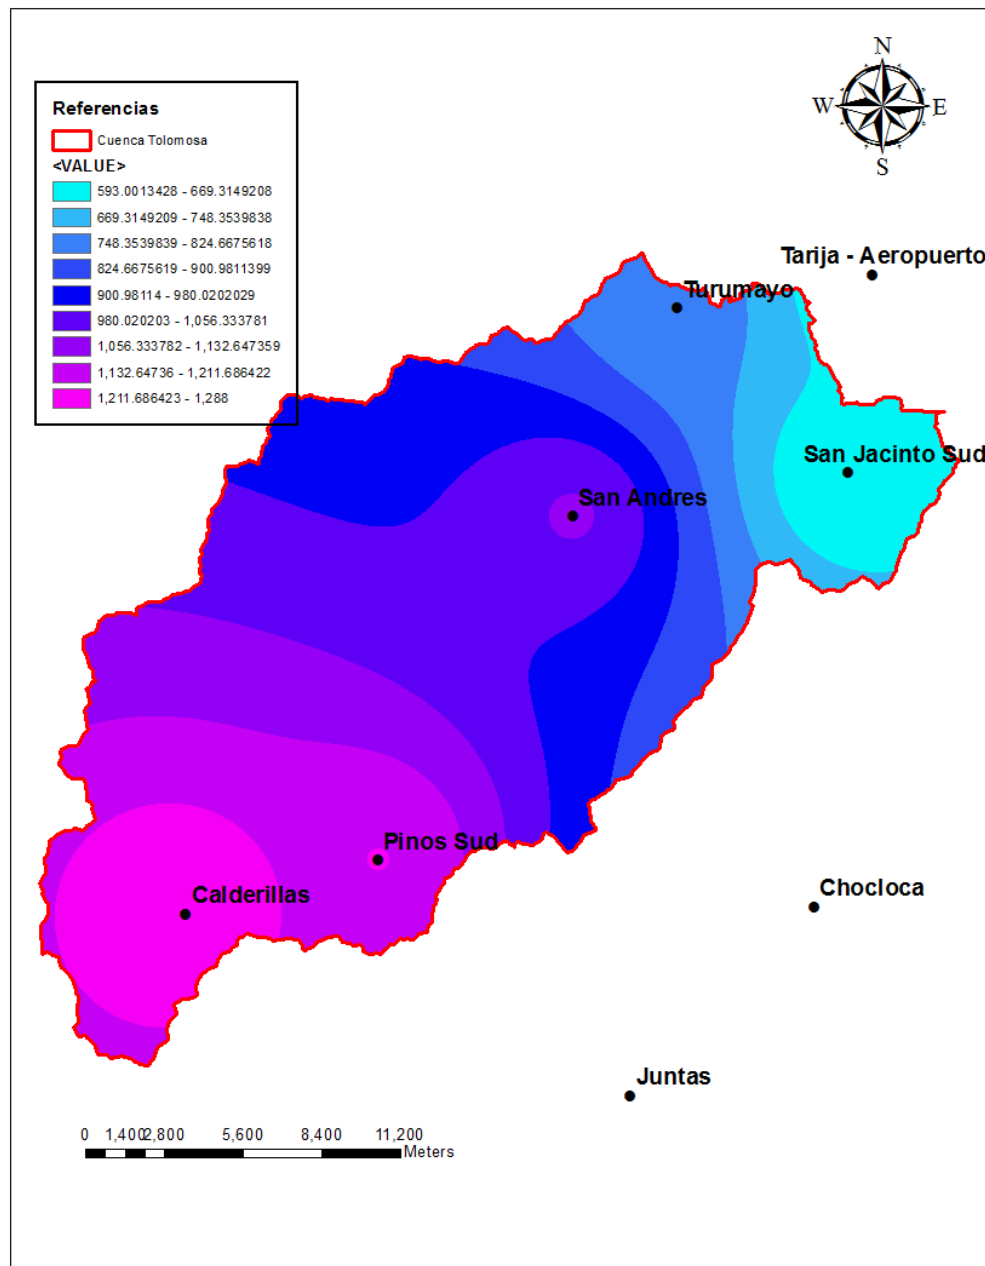 N
W E
S
Referencias
Cuenca Tolomosa
<VALUE>
593.0013428 - 669.3149208
669.3149209 - 748.3539838
748.3539839 - 824.6675618
824.6675619 - 900.9811399
900.98114 - 980.0202029
980.020203 - 1,056.333781
1,056.333782 - 1,132.647359
1,132.64736 - 1,211.686422
1,211.686423 - 1,288
Tarija - Aeropuerto
Turumayo
San Jacinto Sud
San Andres
Pinos Sud
Calderillas
Chocloca
Juntas
0 1,400 2,800 5,600 8,400 11,200
Meters